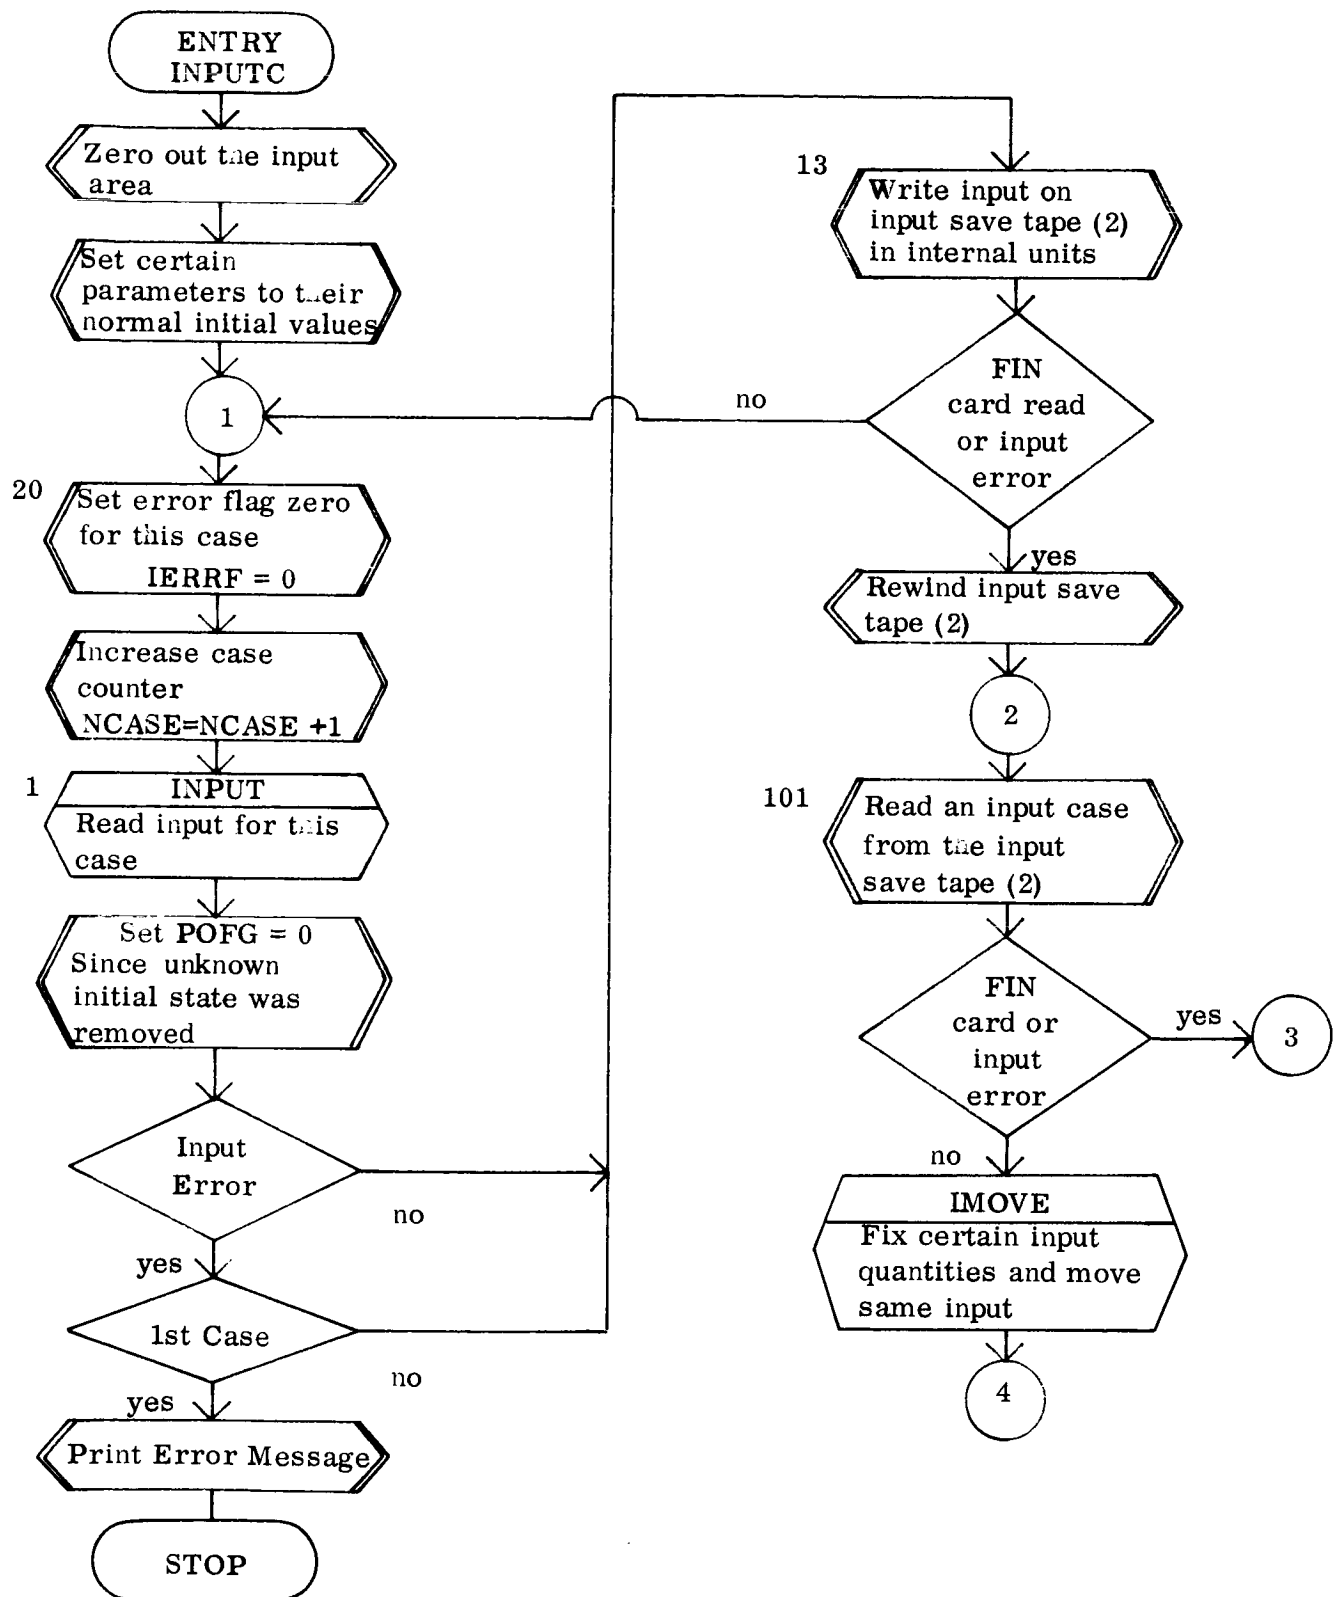 ENTRY
INPUTC
Zero out the input
area
Set certain
parameters to their
normal initial values
1
20
Set error flag zero
for this case
IERRF = 0
Increase case
counter
NCASE=NCASE +1
1
INPUT
Read input for this
case
Set POFG = 0
Since unknown
initial state was
removed
Input
Error
no
yes
1st Case
no
yes
Print Error Message
STOP
13
Write input on
input save tape (2)
in internal units
FIN
card read
or input
error
no
yes
Rewind input save
tape (2)
2
101
Read an input case
from the input
save tape (2)
FIN
card or
input
error
yes
3
no
IMOVE
Fix certain input
quantities and move
same input
4